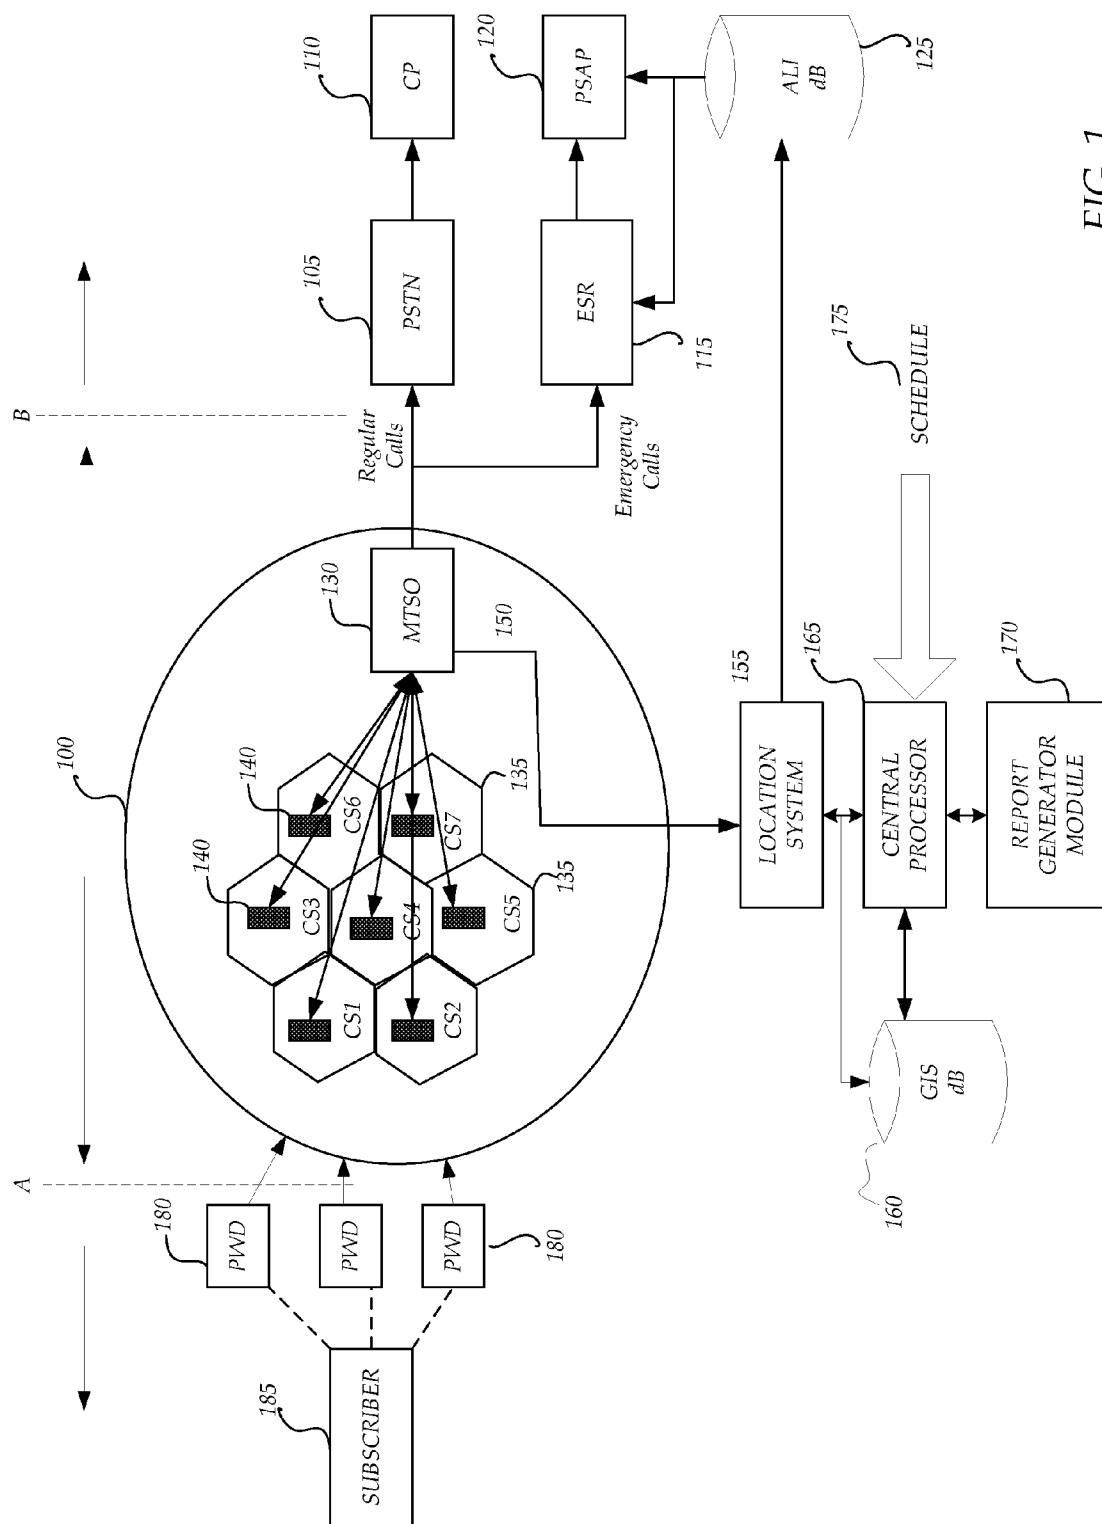 A
B
100
SUBSCRIBER
185
PWD
180
PWD
PWD
180
CS1
CS2
CS3
140
CS4
CS5
135
CS6
140
CS7
135
MTSO
130
150
Regular
Calls
Emergency
Calls
PSTN
105
CP
110
ESR
115
PSAP
120
ALI
dB
125
LOCATION
SYSTEM
155
GIS
dB
160
CENTRAL
PROCESSOR
165
REPORT
GENERATOR
MODULE
170
SCHEDULE
175
FIG. 1